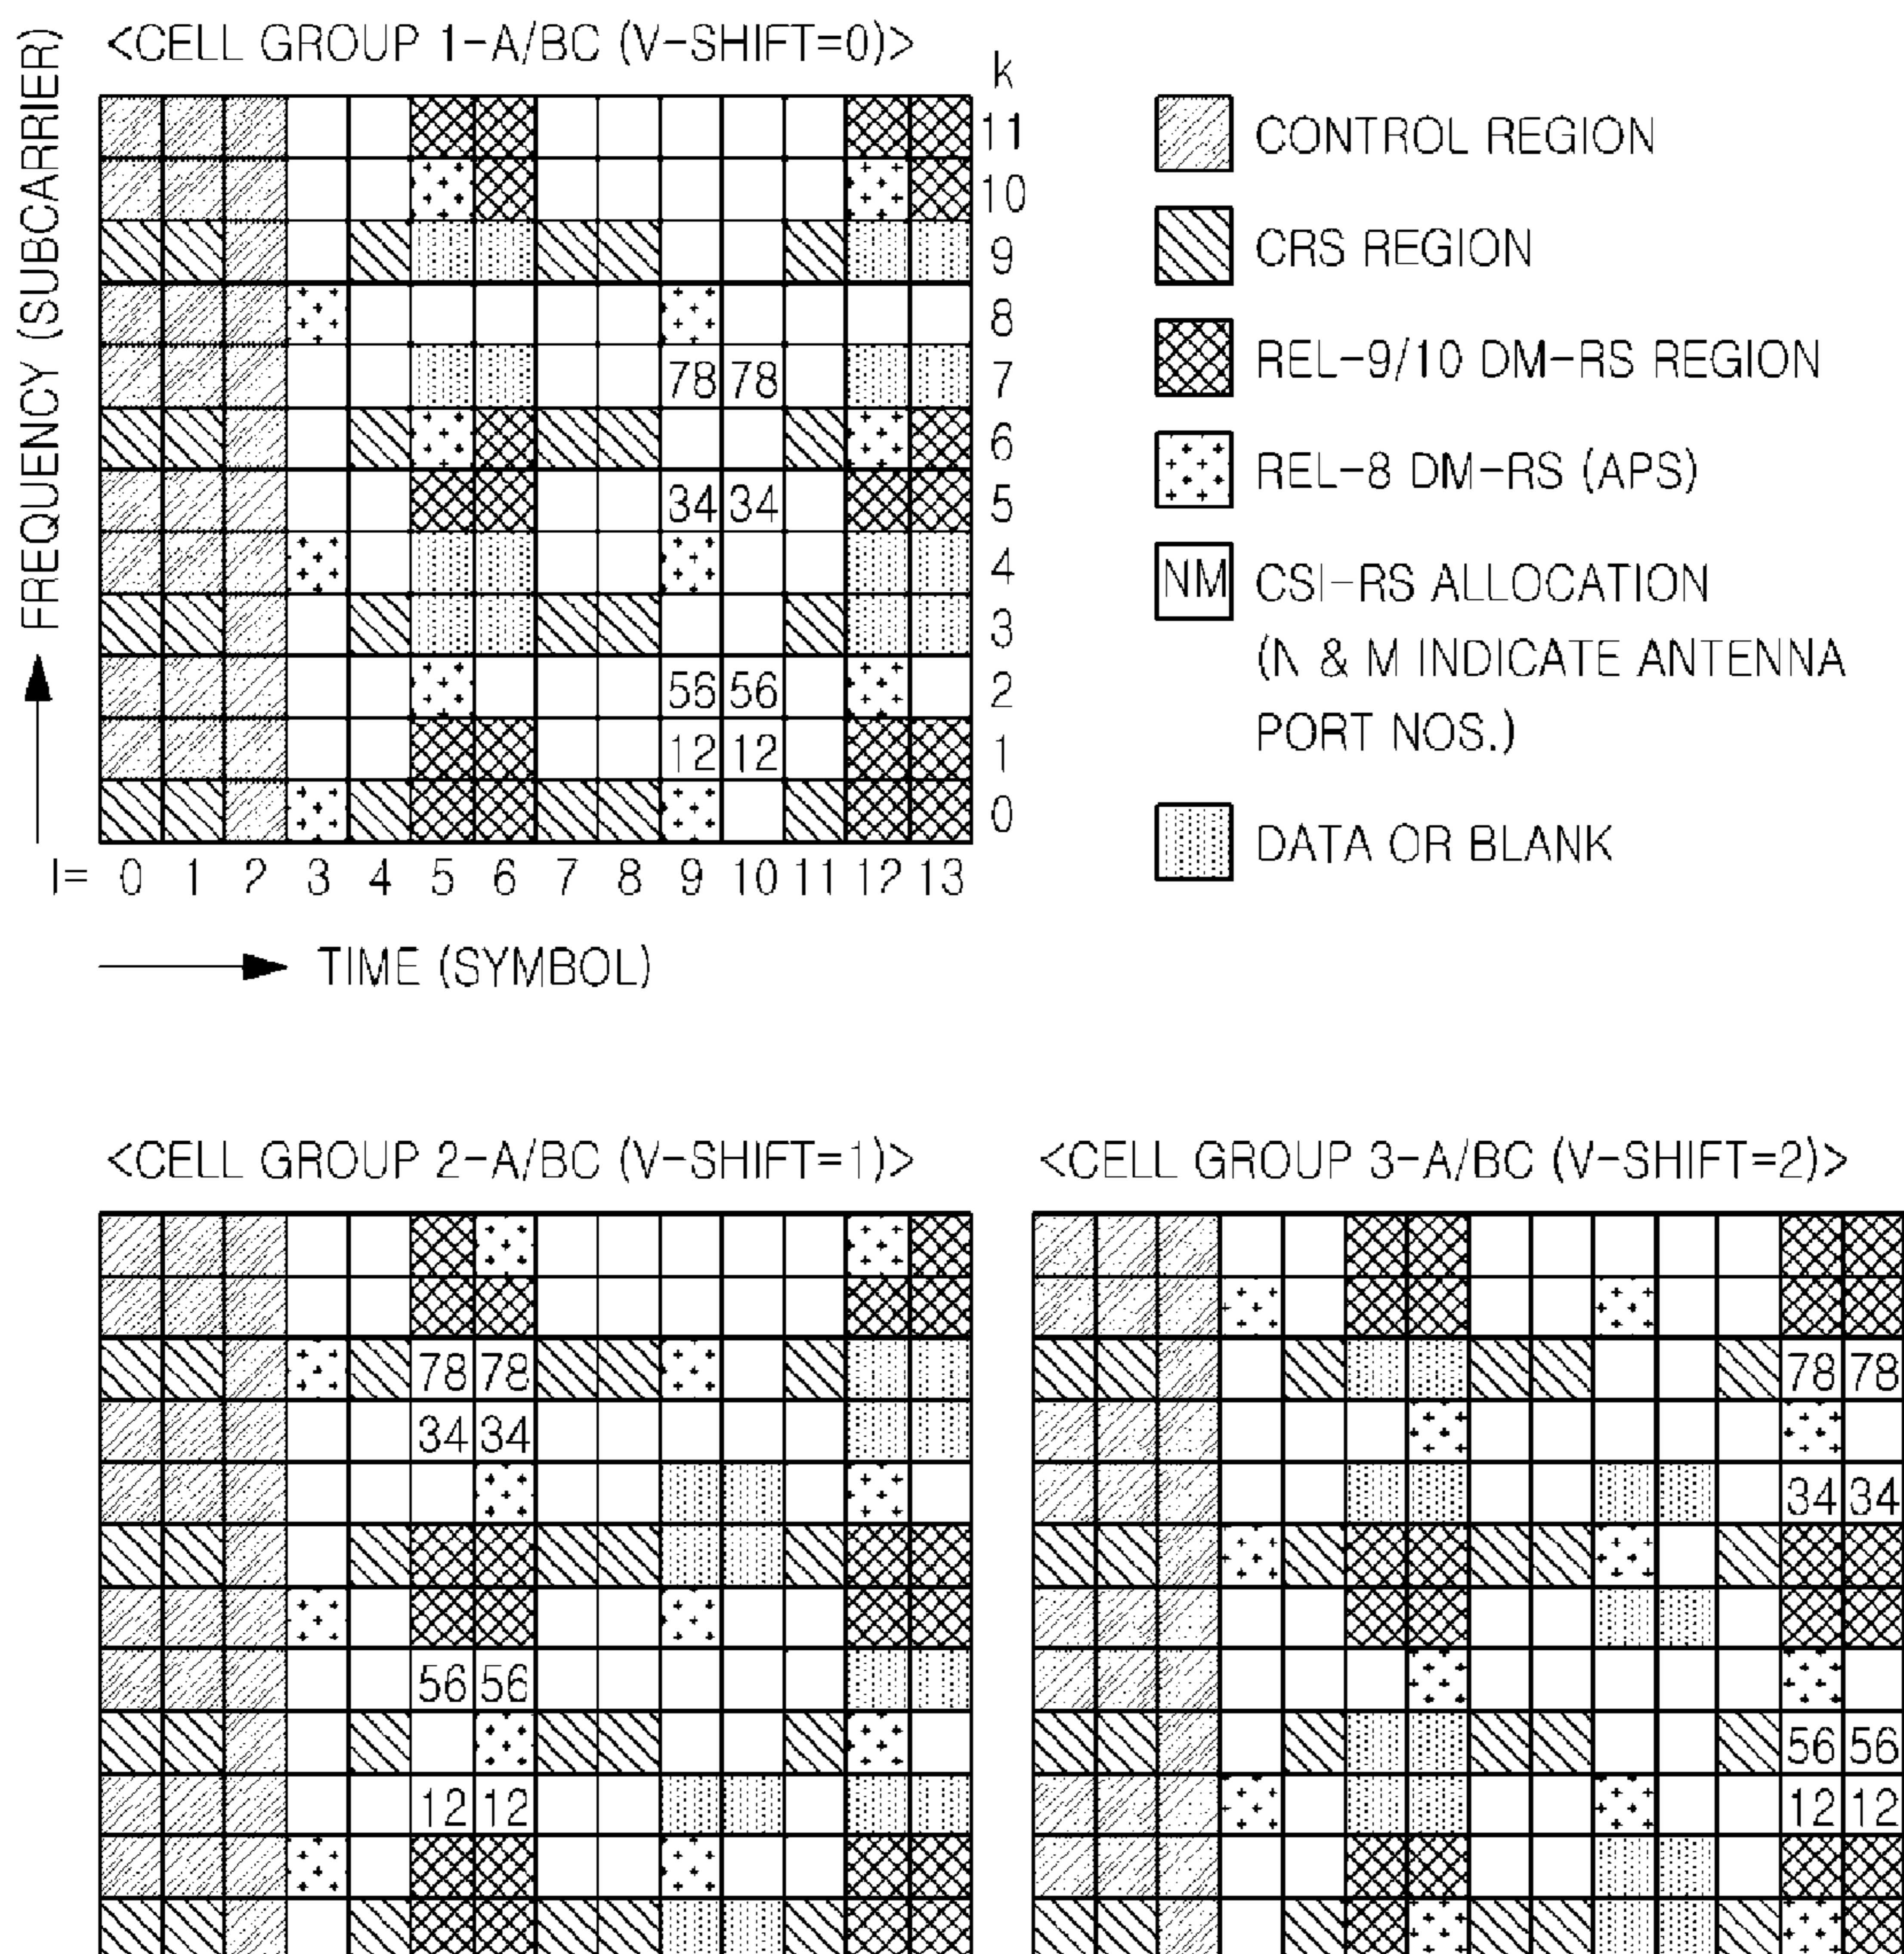 <CELL GROUP 1-A/BC (V-SHIFT=0)>
FREQUENCY (SUBCARRIER)
k
11
10
9
8
78 78 7
6
34 34 5
4
3
56 56 2
12 12 1
0
l= 0 1 2 3 4 5 6 7 8 9 10 11 12 13
TIME (SYMBOL)
CONTROL REGION
CRS REGION
REL-9/10 DM-RS REGION
REL-8 DM-RS (AP5)
NM CSI-RS ALLOCATION
(N & M INDICATE ANTENNA
PORT NOS.)
DATA OR BLANK
<CELL GROUP 2-A/BC (V-SHIFT=1)>
78 78
34 34
56 56
12 12
<CELL GROUP 3-A/BC (V-SHIFT=2)>
78 78
34 34
56 56
12 12